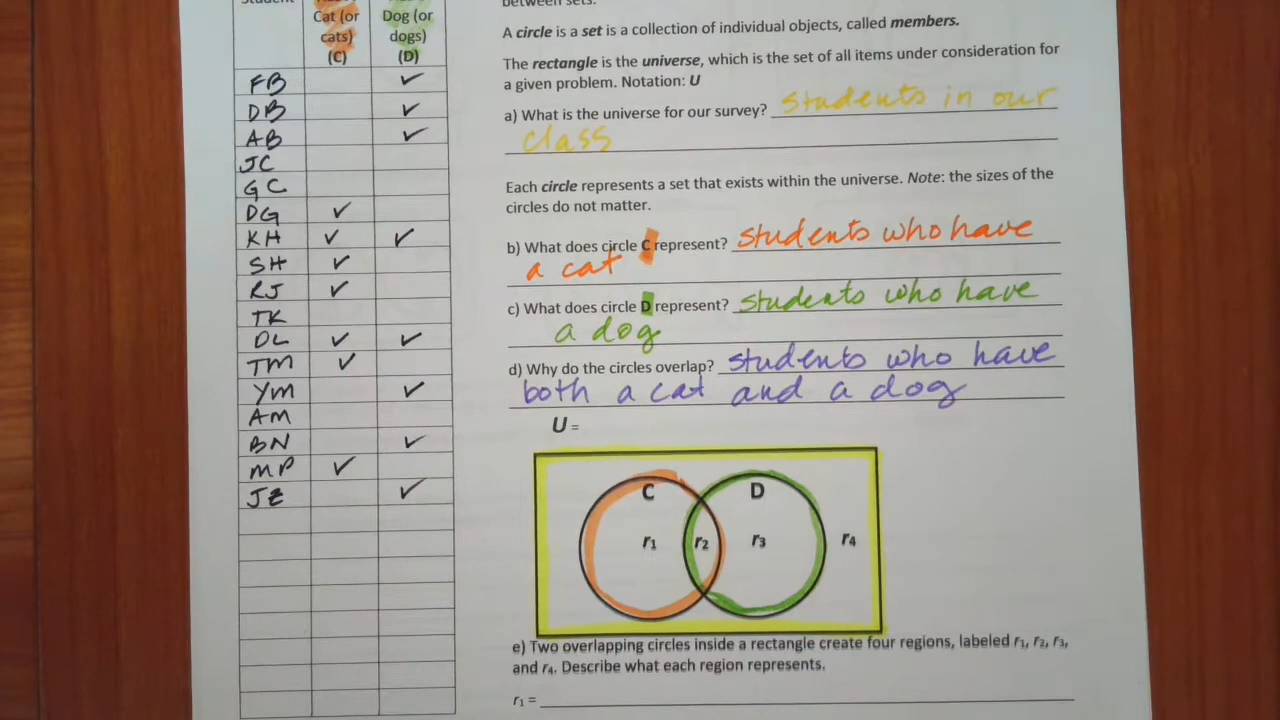 Student
Cat (or
cats)
(C)
Dog (or
dogs)
(D)
FB ✓
DB ✓
AB ✓
JC
GC
DG ✓
KH ✓ ✓
SH ✓
RJ ✓
TK
DL ✓ ✓
TM ✓
YM ✓
AM
BN ✓
MP ✓
JZ ✓
between sets.
A circle is a set is a collection of individual objects, called members.
The rectangle is the universe, which is the set of all items under consideration for
a given problem. Notation: U
a) What is the universe for our survey? students in our
class
Each circle represents a set that exists within the universe. Note: the sizes of the
circles do not matter.
b) What does circle C represent? students who have
a cat
c) What does circle D represent? students who have
a dog
d) Why do the circles overlap? students who have
both a cat and a dog
U =
C D
r1 r2 r3 r4
e) Two overlapping circles inside a rectangle create four regions, labeled r1, r2, r3,
and r4. Describe what each region represents.
r1 =